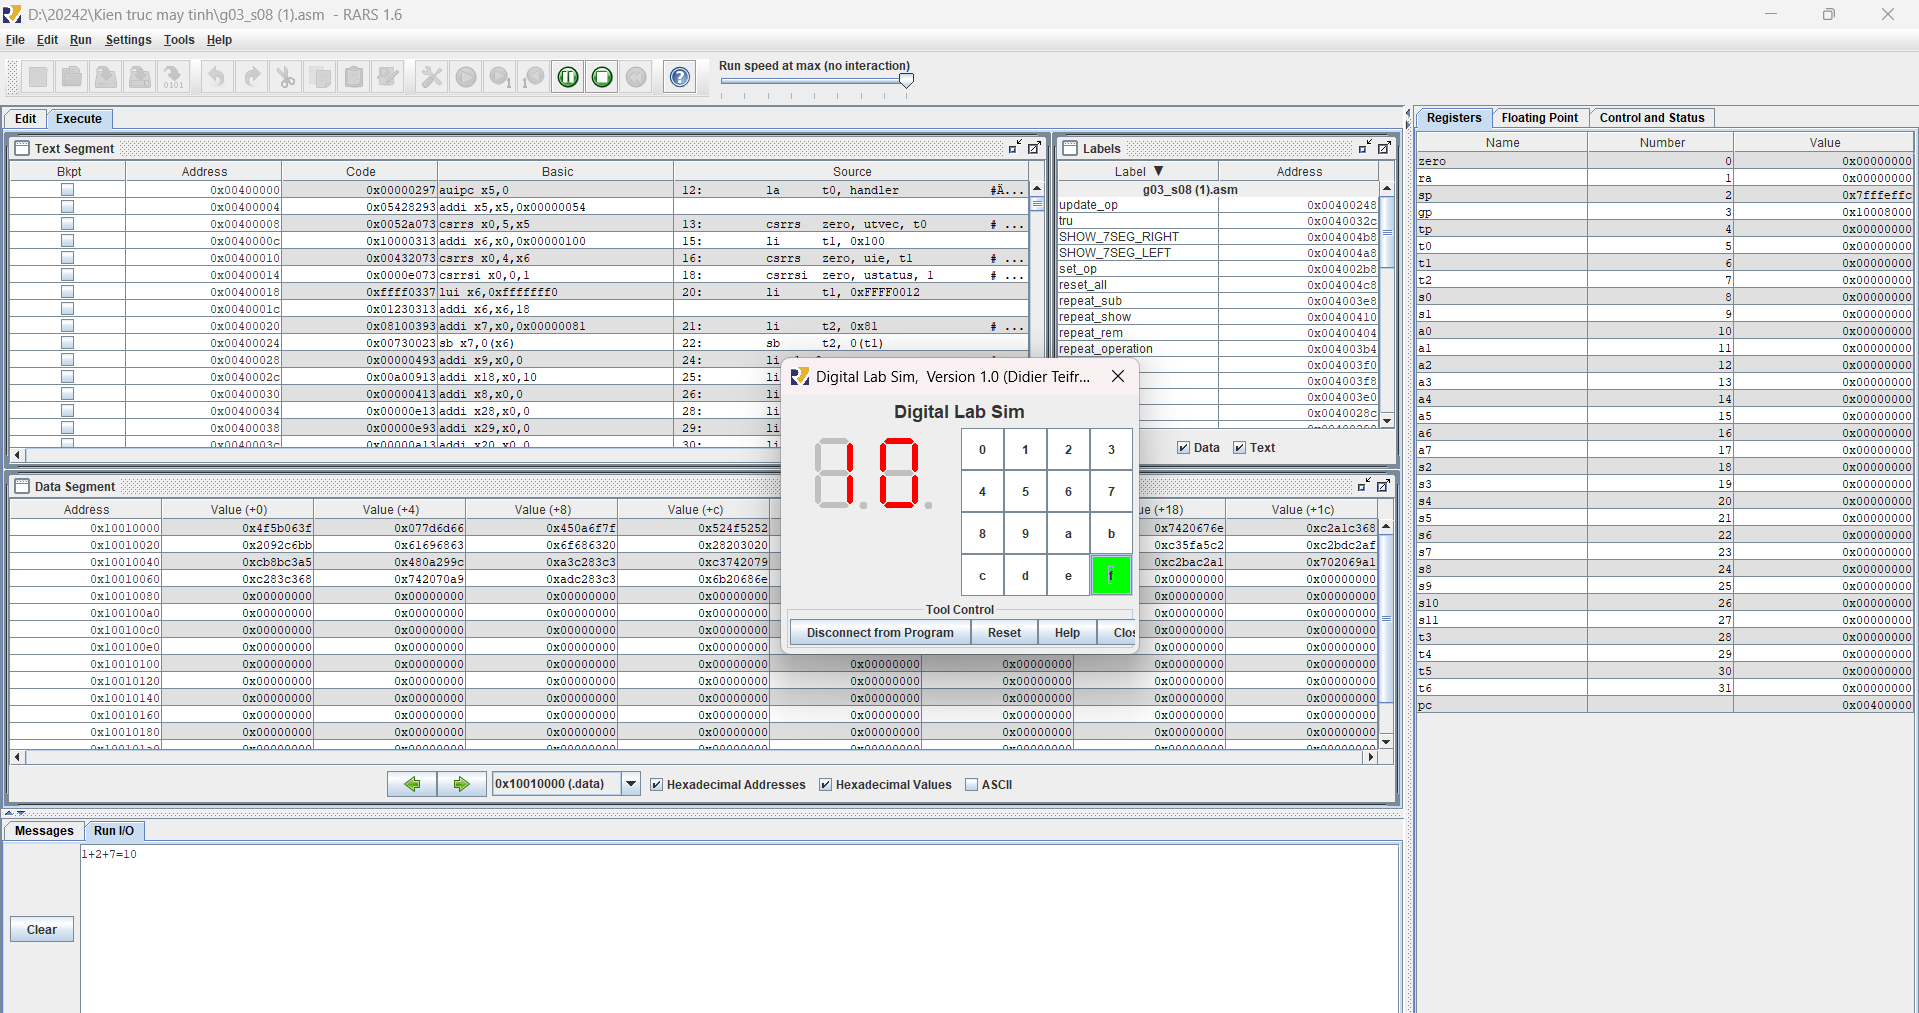 D:\20242\Kien truc may tinh\g03_s08 (1).asm - RARS 1.6
File Edit Run Settings Tools Help
Run speed at max (no interaction)
Edit Execute
Text Segment
Bkpt Address Code Basic Source
0x00400000 0x00000297 auipc x5,0 12: la t0, handler #Ä...
0x00400004 0x05428293 addi x5,x5,0x00000054
0x00400008 0x0052a073 csrrs x0,5,x5 13: csrrs zero, utvec, t0 # ...
0x0040000c 0x10000313 addi x6,x0,0x00000100 15: li t1, 0x100
0x00400010 0x00432073 csrrs x0,4,x6 16: csrrs zero, uie, t1 # ...
0x00400014 0x0000e073 csrrsi x0,0,1 18: csrrsi zero, ustatus, 1 # ...
0x00400018 0xffff0337 lui x6,0xfffffff0 20: li t1, 0xFFFF0012
0x0040001c 0x01230313 addi x6,x6,18
0x00400020 0x08100393 addi x7,x0,0x00000081 21: li t2, 0x81 # ...
0x00400024 0x00730023 sb x7,0(x6) 22: sb t2, 0(t1)
0x00400028 0x00000493 addi x9,x0,0 24: li
0x0040002c 0x00a00913 addi x18,x0,10 25: li
0x00400030 0x00000413 addi x8,x0,0 26: li
0x00400034 0x00000e13 addi x28,x0,0 28: li
0x00400038 0x00000e93 addi x29,x0,0 29: li
0x0040003c 0x00000a13 addi x20,x0,0 30: li
Labels
Label ▼ Address
g03_s08 (1).asm
update_op 0x00400248
tru 0x0040032c
SHOW_7SEG_RIGHT 0x004004b8
SHOW_7SEG_LEFT 0x004004a8
set_op 0x004002b8
reset_all 0x004004c8
repeat_sub 0x004003e8
repeat_show 0x00400410
repeat_rem 0x00400404
repeat_operation 0x004003b4
0x004003f0
0x004003f8
0x004003e0
0x0040028c
Data Text
Digital Lab Sim, Version 1.0 (Didier Teifr...
Digital Lab Sim
10
0 1 2 3
4 5 6 7
8 9 a b
c d e f
Tool Control
Disconnect from Program Reset Help Clos
Data Segment
Address Value (+0) Value (+4) Value (+8) Value (+c) ue (+18) Value (+1c)
0x10010000 0x4f5b063f 0x077d6d66 0x450a6f7f 0x524f5252 0x7420676e 0xc2a1c368
0x10010020 0x2092c6bb 0x61696863 0x6f686320 0x28203020 0xc35fa5c2 0xc2bdc2af
0x10010040 0xcb8bc3a5 0x480a299c 0xa3c283c3 0xc3742079 0xc2bac2a1 0x702069a1
0x10010060 0xc283c368 0x742070a9 0xadc283c3 0x6b20686e 0x00000000 0x00000000
0x10010080 0x00000000 0x00000000 0x00000000 0x00000000 0x00000000 0x00000000
0x100100a0 0x00000000 0x00000000 0x00000000 0x00000000 0x00000000 0x00000000
0x100100c0 0x00000000 0x00000000 0x00000000 0x00000000 0x00000000 0x00000000
0x100100e0 0x00000000 0x00000000 0x00000000 0x00000000 0x00000000 0x00000000
0x10010100 0x00000000 0x00000000 0x00000000 0x00000000 0x00000000 0x00000000 0x00000000 0x00000000
0x10010120 0x00000000 0x00000000 0x00000000 0x00000000 0x00000000 0x00000000 0x00000000 0x00000000
0x10010140 0x00000000 0x00000000 0x00000000 0x00000000 0x00000000 0x00000000 0x00000000 0x00000000
0x10010160 0x00000000 0x00000000 0x00000000 0x00000000 0x00000000 0x00000000 0x00000000 0x00000000
0x10010180 0x00000000 0x00000000 0x00000000 0x00000000 0x00000000 0x00000000 0x00000000 0x00000000
0x100101a0 0x00000000 0x00000000 0x00000000 0x00000000 0x00000000 0x00000000 0x00000000 0x00000000
0x10010000 (.data) Hexadecimal Addresses Hexadecimal Values ASCII
Messages Run I/O
1+2+7=10
Clear
Registers Floating Point Control and Status
Name Number Value
zero 0 0x00000000
ra 1 0x00000000
sp 2 0x7fffeffc
gp 3 0x10008000
tp 4 0x00000000
t0 5 0x00000000
t1 6 0x00000000
t2 7 0x00000000
s0 8 0x00000000
s1 9 0x00000000
a0 10 0x00000000
a1 11 0x00000000
a2 12 0x00000000
a3 13 0x00000000
a4 14 0x00000000
a5 15 0x00000000
a6 16 0x00000000
a7 17 0x00000000
s2 18 0x00000000
s3 19 0x00000000
s4 20 0x00000000
s5 21 0x00000000
s6 22 0x00000000
s7 23 0x00000000
s8 24 0x00000000
s9 25 0x00000000
s10 26 0x00000000
s11 27 0x00000000
t3 28 0x00000000
t4 29 0x00000000
t5 30 0x00000000
t6 31 0x00000000
pc 0x00400000